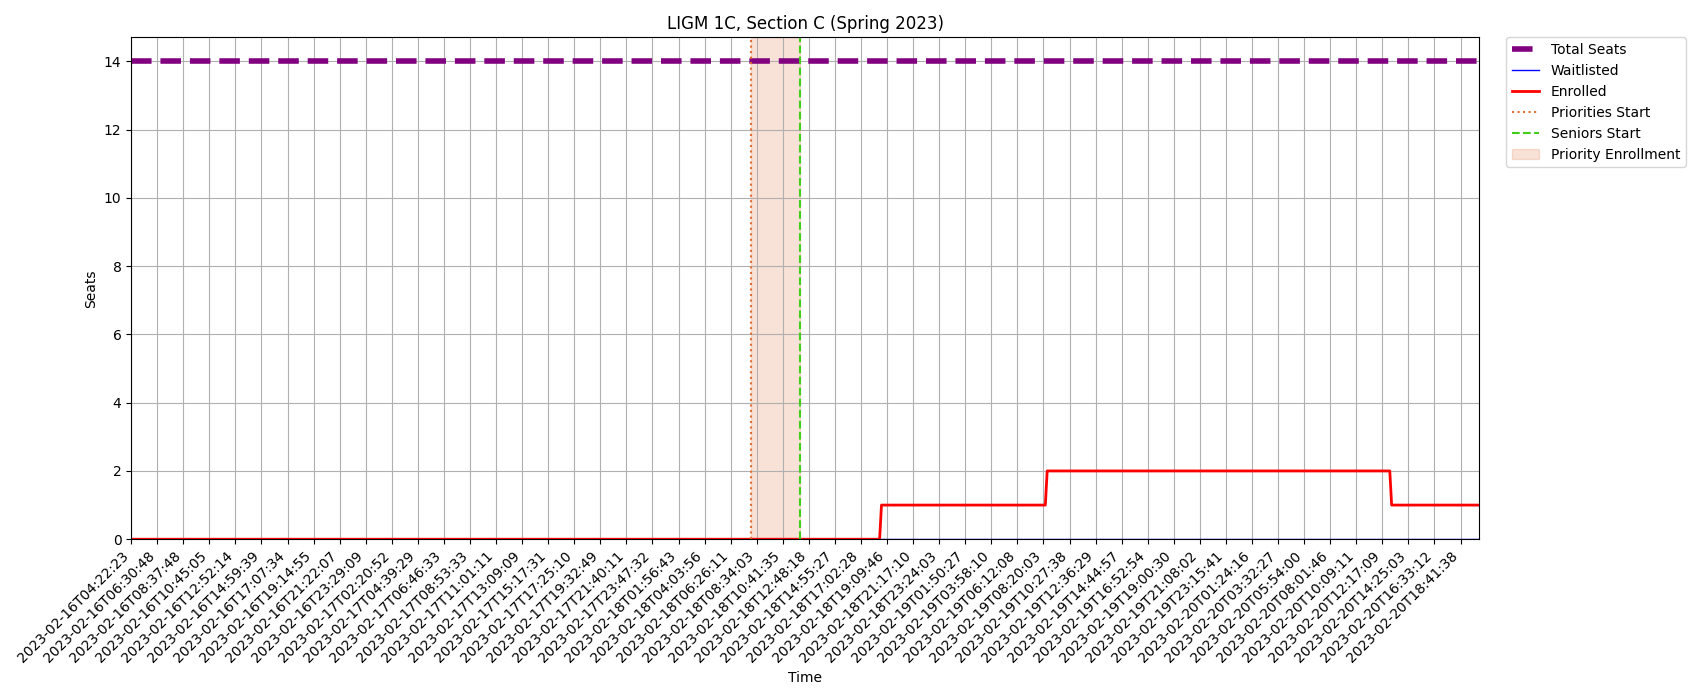 LIGM 1C, Section C (Spring 2023)
Total Seats
Waitlisted
Enrolled
Priorities Start
Seniors Start
Priority Enrollment
Seats
14
12
10
8
6
4
2
0
2023-02-16T04:22:23
2023-02-16T06:30:48
2023-02-16T08:37:48
2023-02-16T10:45:05
2023-02-16T12:52:14
2023-02-16T14:59:39
2023-02-16T17:07:34
2023-02-16T19:14:55
2023-02-16T21:22:07
2023-02-16T23:29:09
2023-02-17T02:20:52
2023-02-17T04:39:29
2023-02-17T06:46:33
2023-02-17T08:53:33
2023-02-17T11:01:11
2023-02-17T13:09:09
2023-02-17T15:17:31
2023-02-17T17:25:10
2023-02-17T19:32:49
2023-02-17T21:40:11
2023-02-17T23:47:32
2023-02-18T01:56:43
2023-02-18T04:03:56
2023-02-18T06:26:11
2023-02-18T08:34:03
2023-02-18T10:41:35
2023-02-18T12:48:18
2023-02-18T14:55:27
2023-02-18T17:02:28
2023-02-18T19:09:46
2023-02-18T21:17:10
2023-02-18T23:24:03
2023-02-19T01:50:27
2023-02-19T03:58:10
2023-02-19T06:12:08
2023-02-19T08:20:03
2023-02-19T10:27:38
2023-02-19T12:36:29
2023-02-19T14:44:57
2023-02-19T16:52:54
2023-02-19T19:00:30
2023-02-19T21:08:02
2023-02-19T23:15:41
2023-02-20T01:24:16
2023-02-20T03:32:27
2023-02-20T05:54:00
2023-02-20T08:01:46
2023-02-20T10:09:11
2023-02-20T12:17:09
2023-02-20T14:25:03
2023-02-20T16:33:12
2023-02-20T18:41:38
Time